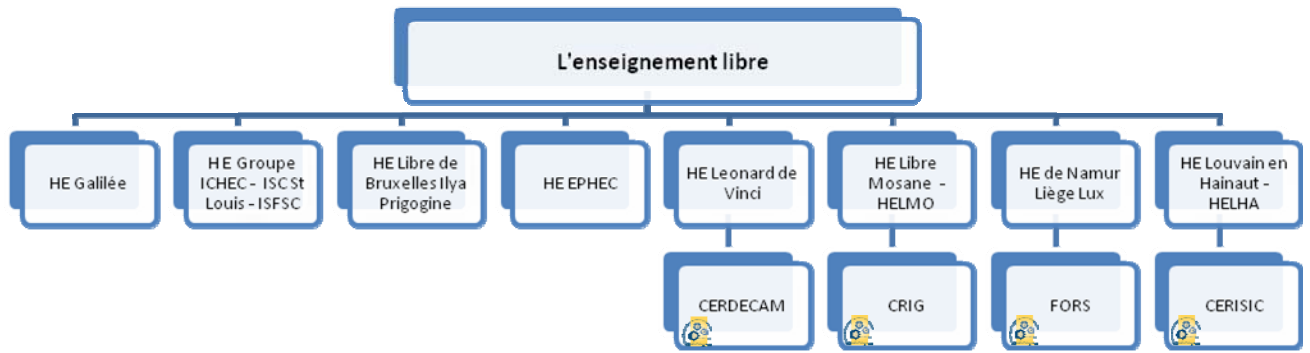 L'enseignement libre
HE Galilée
HE Groupe
ICHEC - ISC St
Louis - ISFSC
HE Libre de
Bruxelles Ilya
Prigogine
HE EPHEC
HE Leonard de
Vinci
HE Libre
Mosane -
HELMO
HE de Namur
Liège Lux
HE Louvain en
Hainaut -
HELHA
CERDECAM
CRIG
FORS
CERISIC